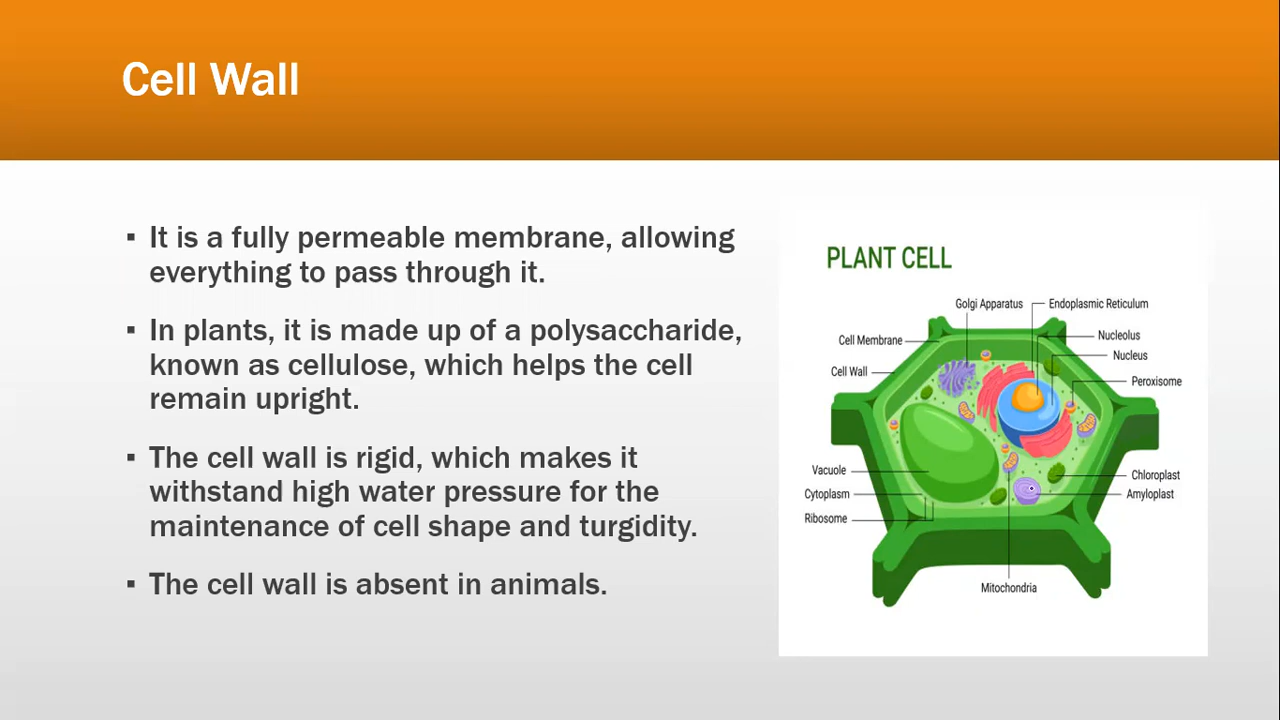 Cell Wall
▪ It is a fully permeable membrane, allowing
everything to pass through it.
▪ In plants, it is made up of a polysaccharide,
known as cellulose, which helps the cell
remain upright.
▪ The cell wall is rigid, which makes it
withstand high water pressure for the
maintenance of cell shape and turgidity.
▪ The cell wall is absent in animals.
PLANT CELL
Golgi Apparatus
Endoplasmic Reticulum
Cell Membrane
Nucleolus
Nucleus
Cell Wall
Peroxisome
Vacuole
Chloroplast
Cytoplasm
Amyloplast
Ribosome
Mitochondria